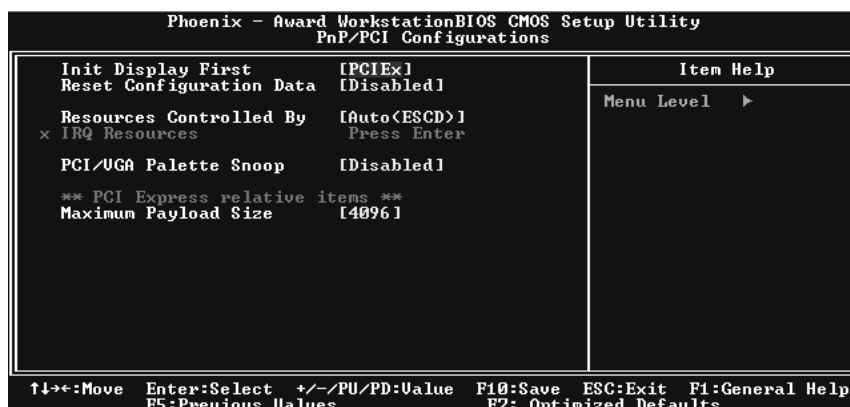 Phoenix - Award WorkstationBIOS CMOS Setup Utility
PnP/PCI Configurations
Init Display First [PCIEx]
Reset Configuration Data [Disabled]
Resources Controlled By [Auto(ESCD)]
x IRQ Resources Press Enter
PCI/VGA Palette Snoop [Disabled]
** PCI Express relative items **
Maximum Payload Size [4096]
Item Help
Menu Level ►
↑↓→←:Move Enter:Select +/-/PU/PD:Value F10:Save ESC:Exit F1:General Help
F5:Previous Values F7: Optimized Defaults